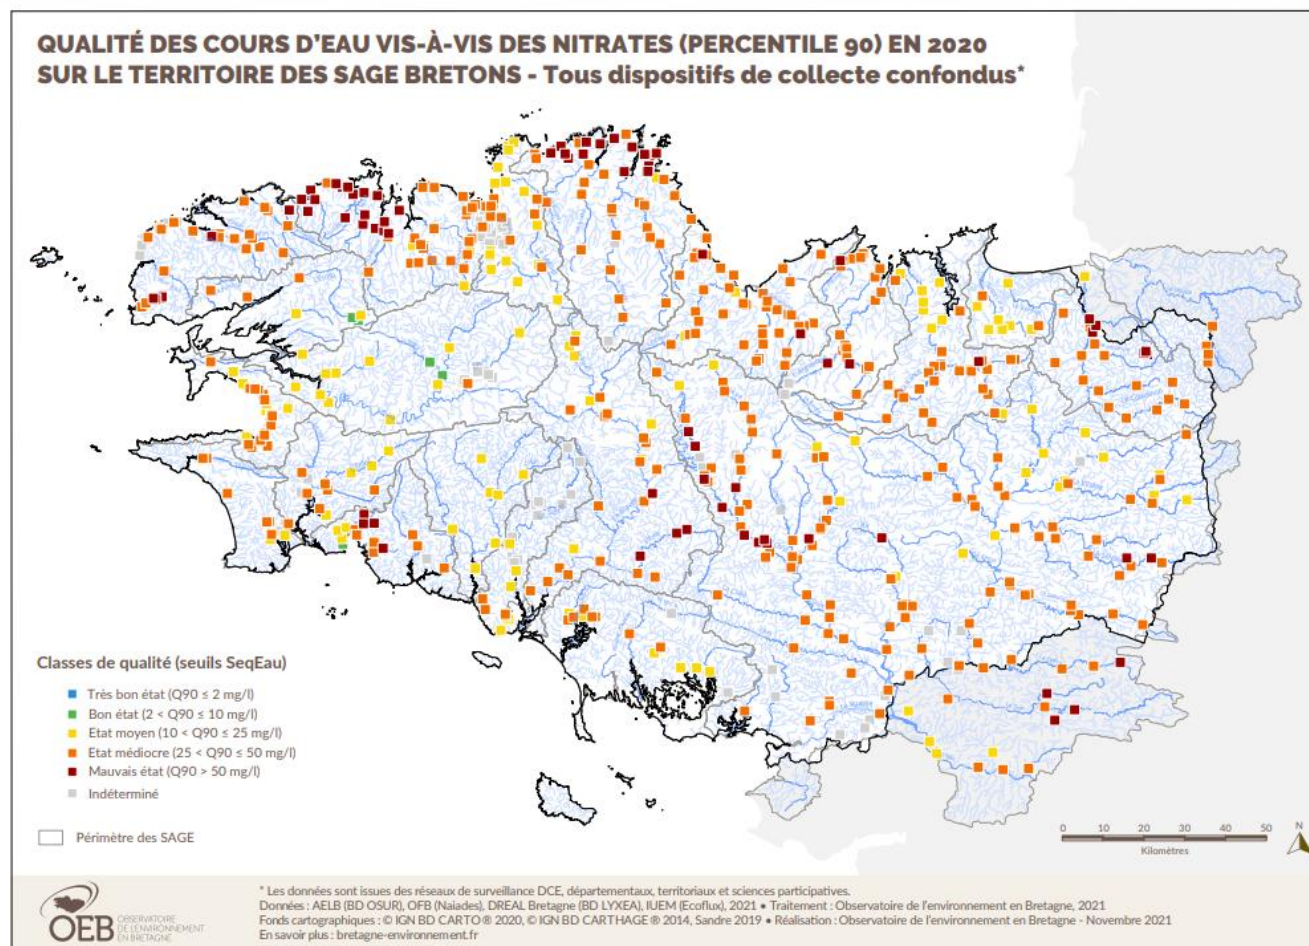 QUALITÉ DES COURS D'EAU VIS-À-VIS DES NITRATES (PERCENTILE 90) EN 2020
SUR LE TERRITOIRE DES SAGE BRETONS - Tous dispositifs de collecte confondus*
Classes de qualité (seuils SeqEau)
Très bon état (Q90 ≤ 2 mg/l)
Bon état (2 < Q90 ≤ 10 mg/l)
Etat moyen (10 < Q90 ≤ 25 mg/l)
Etat médiocre (25 < Q90 ≤ 50 mg/l)
Mauvais état (Q90 > 50 mg/l)
Indéterminé
Périmètre des SAGE
0 10 20 30 40 50
Kilomètres
N
OEB
OBSERVATOIRE
DE L'ENVIRONNEMENT
EN BRETAGNE
* Les données sont issues des réseaux de surveillance DCE, départementaux, territoriaux et sciences participatives.
Données : AELB (BD OSUR), OFB (Naiades), DREAL Bretagne (BD LYXEA), IUEM (Ecoflux), 2021 • Traitement : Observatoire de l'environnement en Bretagne, 2021
Fonds cartographiques : © IGN BD CARTO® 2020, © IGN BD CARTHAGE ® 2014, Sandre 2019 • Réalisation : Observatoire de l'environnement en Bretagne - Novembre 2021
En savoir plus : bretagne-environnement.fr